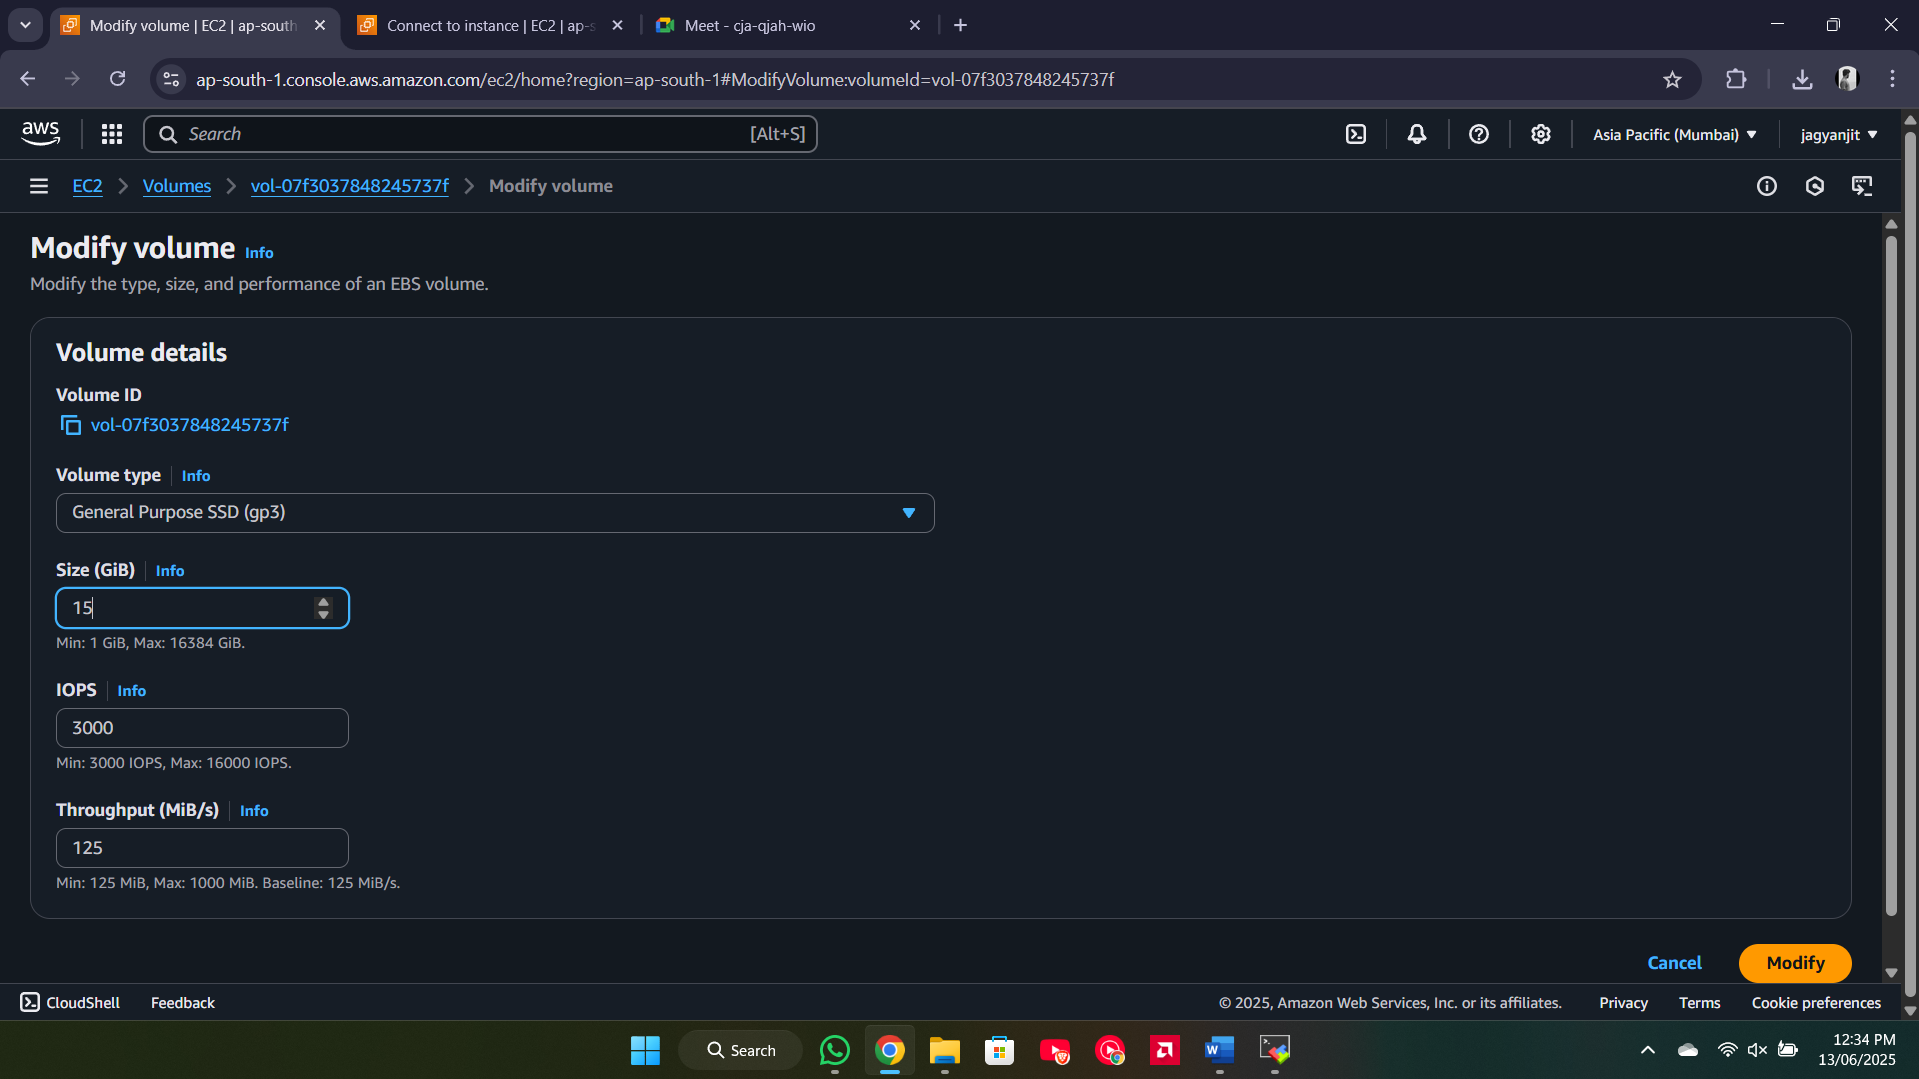 Modify volume | EC2 | ap-south
Connect to instance | EC2 | ap-s
Meet - cja-qjah-wio
ap-south-1.console.aws.amazon.com/ec2/home?region=ap-south-1#ModifyVolume:volumeId=vol-07f3037848245737f
aws
Search
[Alt+S]
Asia Pacific (Mumbai)
jagyanjit
EC2 > Volumes > vol-07f3037848245737f > Modify volume
Modify volume Info
Modify the type, size, and performance of an EBS volume.
Volume details
Volume ID
vol-07f3037848245737f
Volume type | Info
General Purpose SSD (gp3)
Size (GiB) | Info
15
Min: 1 GiB, Max: 16384 GiB.
IOPS | Info
3000
Min: 3000 IOPS, Max: 16000 IOPS.
Throughput (MiB/s) | Info
125
Min: 125 MiB, Max: 1000 MiB. Baseline: 125 MiB/s.
Cancel
Modify
CloudShell
Feedback
© 2025, Amazon Web Services, Inc. or its affiliates.
Privacy
Terms
Cookie preferences
Search
12:34 PM
13/06/2025